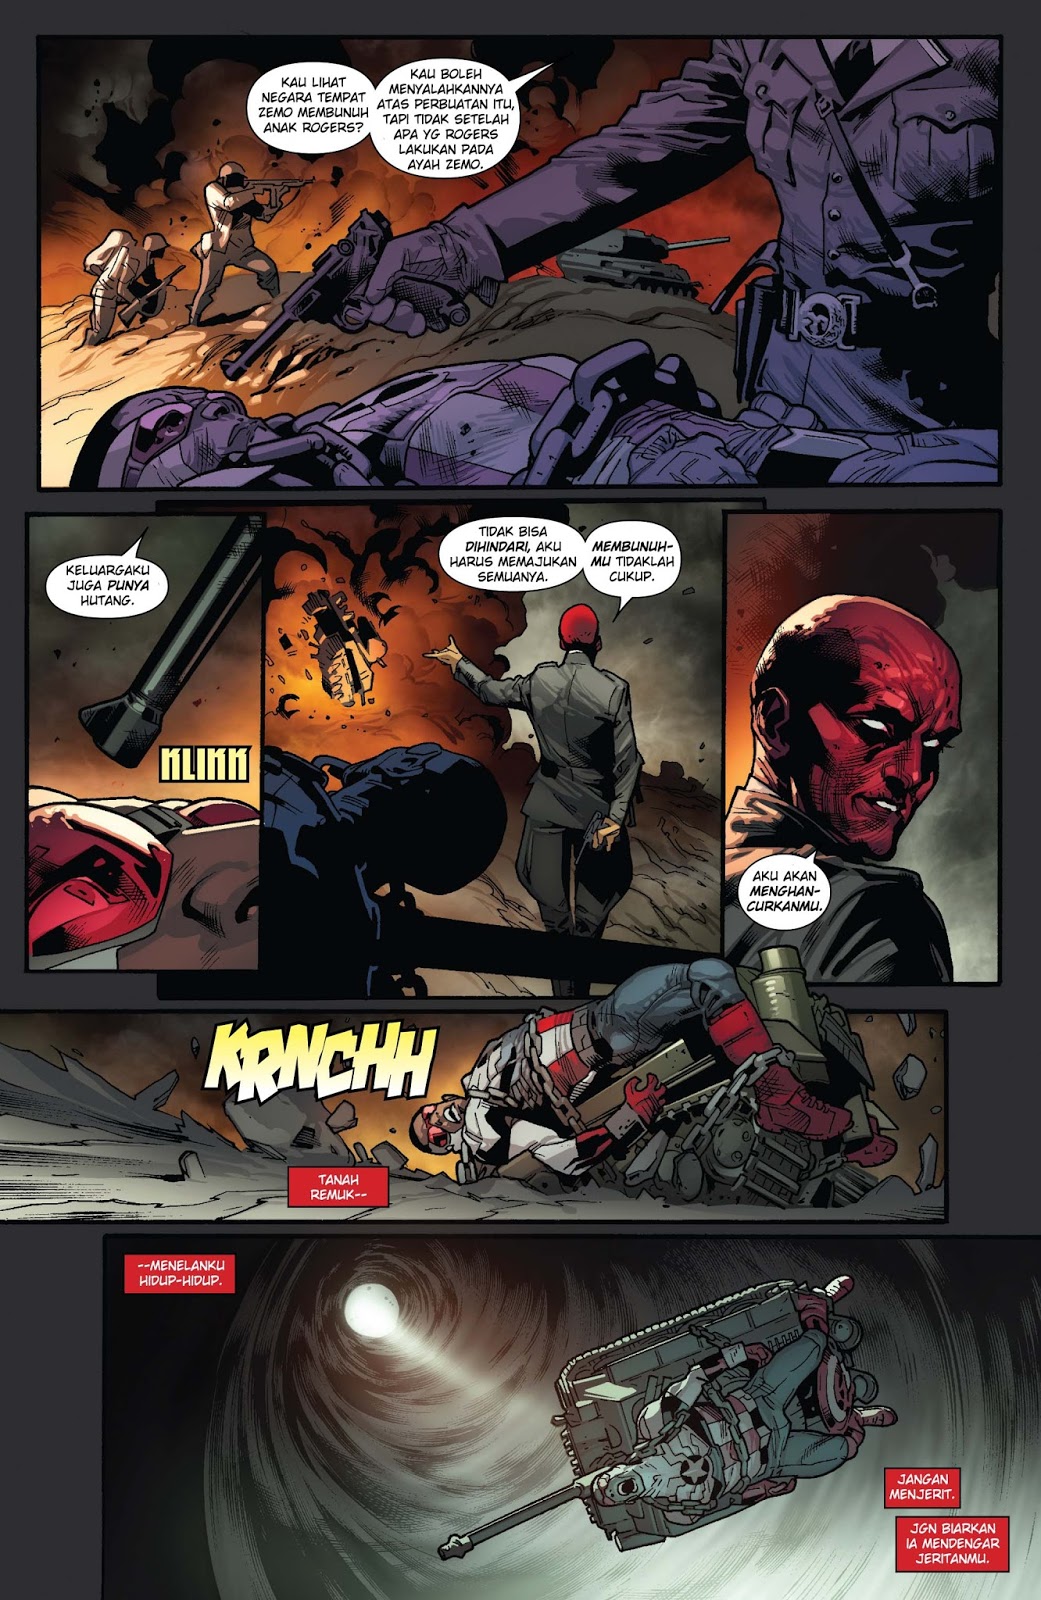 KAU LIHAT
NEGARA TEMPAT
ZEMO MEMBUNUH
ANAK ROGERS?
KAU BOLEH
MENYALAHKANNYA
ATAS PERBUATAN ITU,
TAPI TIDAK SETELAH
APA YG ROGERS
LAKUKAN PADA
AYAH ZEMO.
KELUARGAKU
JUGA PUNYA
HUTANG.
KLIKK
TIDAK BISA
DIHINDARI, AKU
HARUS MEMAJUKAN
SEMUANYA.
MEMBUNUH-
MU TIDAKLAH
CUKUP.
AKU AKAN
MENGHAN-
CURKANMU.
KRNCHH
TANAH
REMUK--
--MENELANKU
HIDUP-HIDUP.
JANGAN
MENJERIT.
JGN BIARKAN
IA MENDENGAR
JERITANMU.